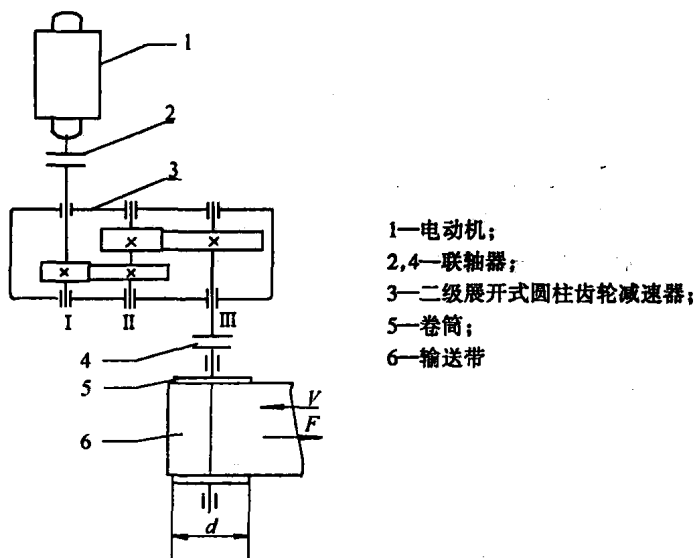 1
2
3
I
II
III
4
5
6
V
F
d
1—电动机；
2,4—联轴器；
3—二级展开式圆柱齿轮减速器；
5—卷筒；
6—输送带